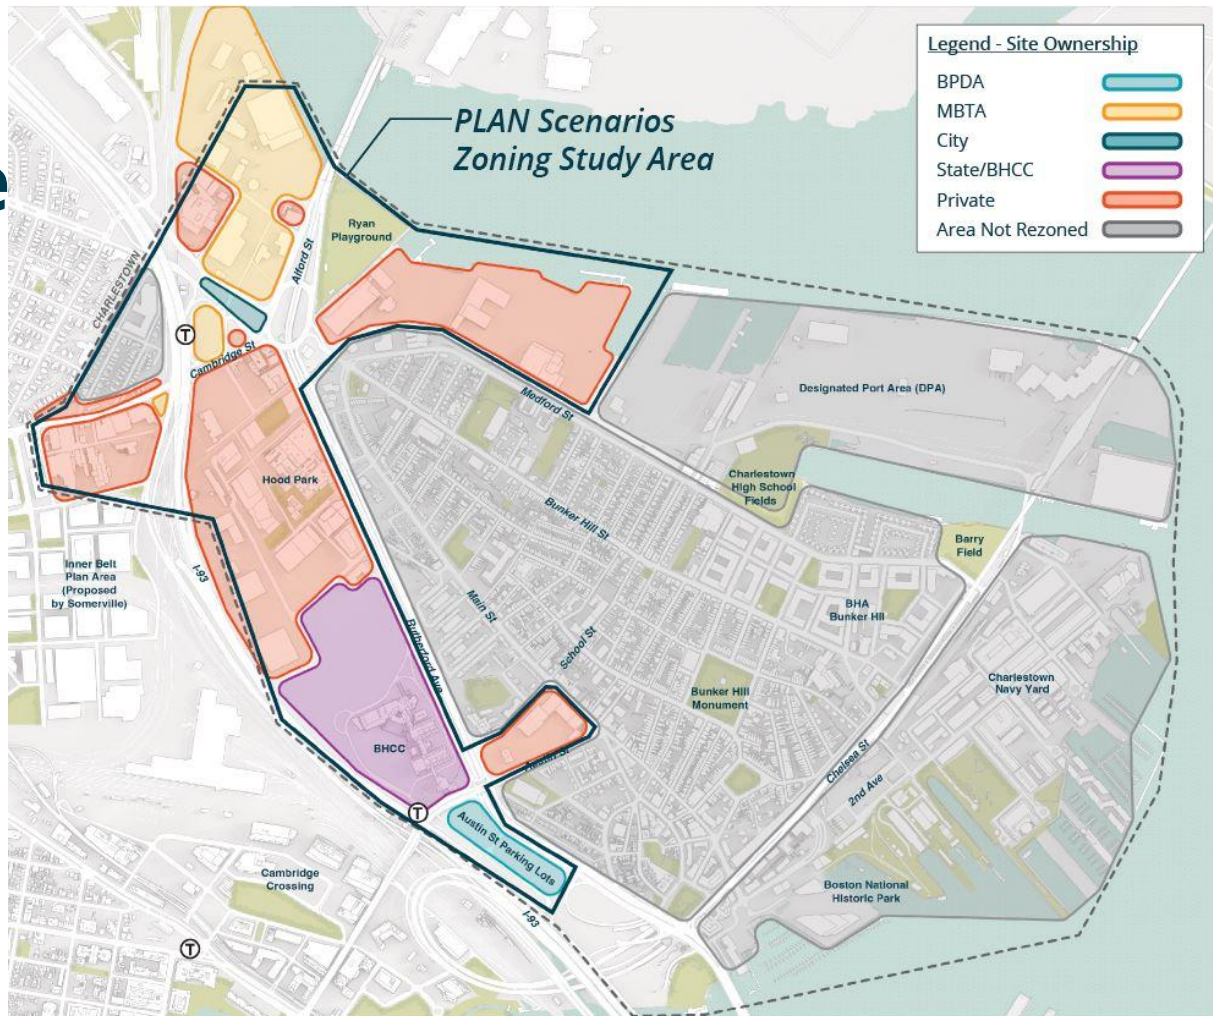 e
Legend - Site Ownership
BPDA
MBTA
City
State/BHCC
Private
Area Not Rezoned
PLAN Scenarios
Zoning Study Area
Ryan
Playground
Alford St
CHARLESTOWN
T
Cambridge St
Medford St
Designated Port Area (DPA)
Hood Park
Charlestown
High School
Fields
Bunker Hill St
Barry
Field
Inner Belt
Plan Area
(Proposed
by Somerville)
I-93
Main St
School St
BHA
Bunker Hill
Rutherford Ave
Charlestown
Navy Yard
Bunker Hill
Monument
BHCC
Austin St
Chelsea St
2nd Ave
T
Austin St Parking Lots
Cambridge
Crossing
Boston National
Historic Park
I-93
T